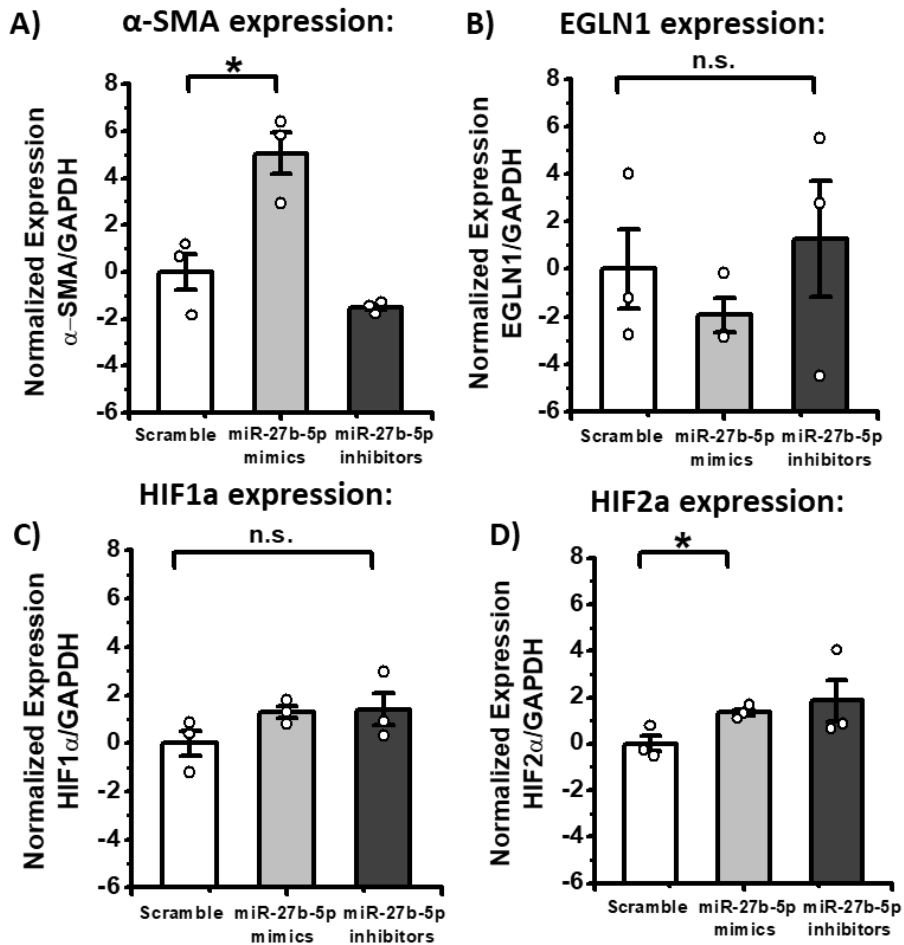 A)
α-SMA expression:
*
8
6
4
2
0
-2
-4
-6
Normalized Expression
α-SMA/GAPDH
Scramble
miR-27b-5p
mimics
miR-27b-5p
inhibitors
B)
EGLN1 expression:
n.s.
8
6
4
2
0
-2
-4
-6
Normalized Expression
EGLN1/GAPDH
Scramble
miR-27b-5p
mimics
miR-27b-5p
inhibitors
C)
HIF1a expression:
n.s.
8
6
4
2
0
-2
-4
-6
Normalized Expression
HIF1α/GAPDH
Scramble
miR-27b-5p
mimics
miR-27b-5p
inhibitors
D)
HIF2a expression:
*
8
6
4
2
0
-2
-4
-6
Normalized Expression
HIF2α/GAPDH
Scramble
miR-27b-5p
mimics
miR-27b-5p
inhibitors